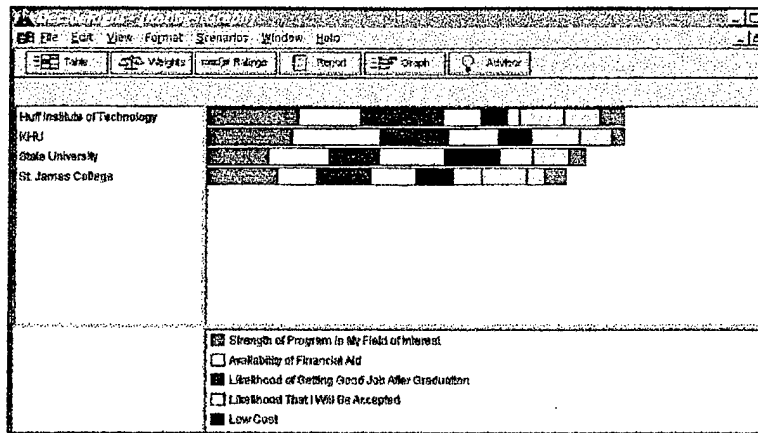 File Edit View Format Scenarios Window Help
Table Weights Ratings Report Graph Advisor
Huff Institute of Technology
KHU
State University
St. James College
Strength of Program in My Field of Interest
Availability of Financial Aid
Likelihood of Getting Good Job After Graduation
Likelihood That I Will Be Accepted
Low Cost